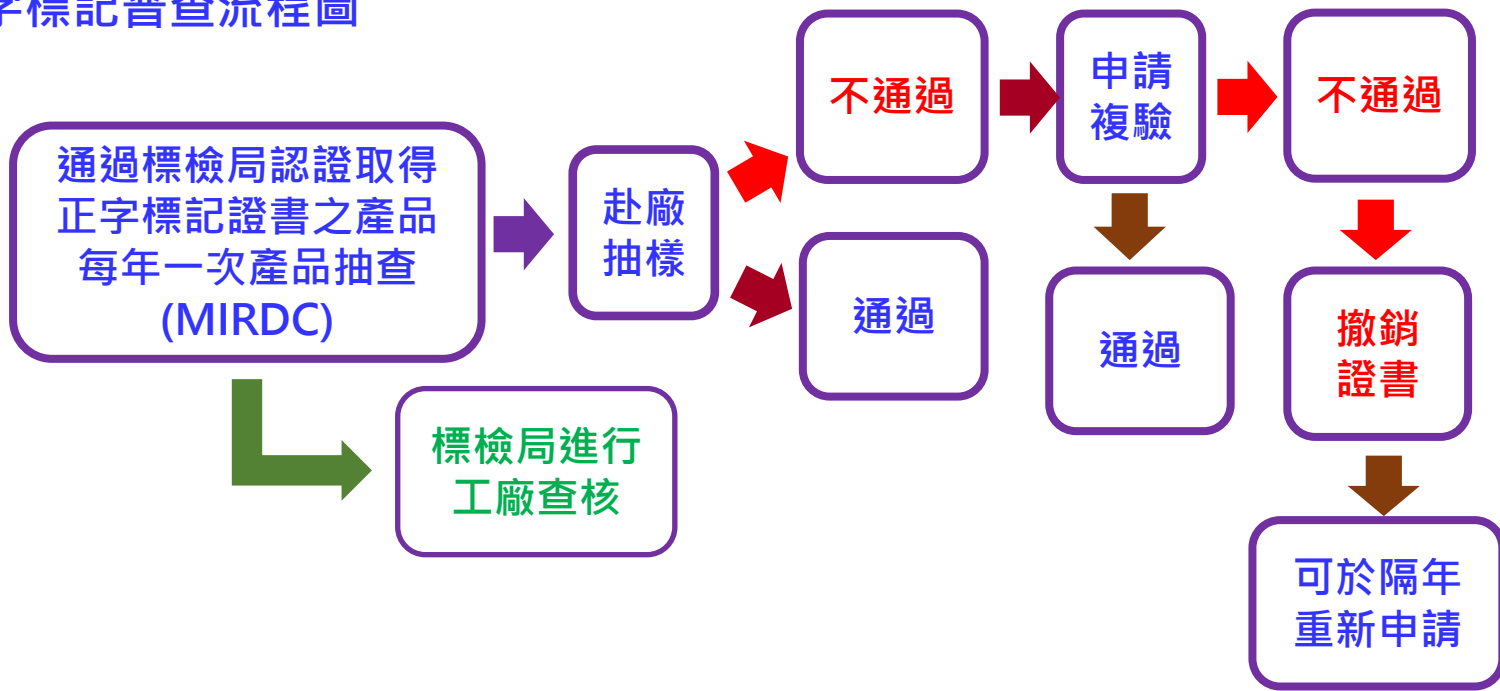 字標記普查流程圖
通過標檢局認證取得
正字標記證書之產品
每年一次產品抽查
(MIRDC)
赴廠
抽樣
不通過
申請
複驗
不通過
通過
通過
撤銷
證書
標檢局進行
工廠查核
可於隔年
重新申請